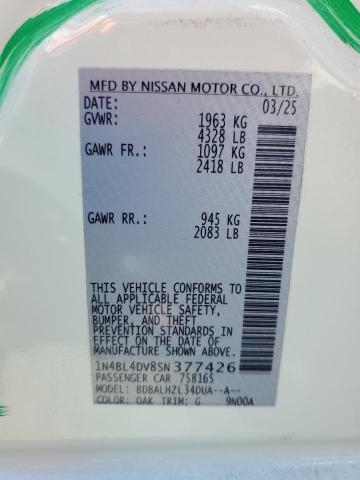 MFD BY NISSAN MOTOR CO., LTD.
DATE: 03/25
GVWR: 1963 KG
4328 LB
GAWR FR.: 1097 KG
2418 LB
GAWR RR.: 945 KG
2083 LB
THIS VEHICLE CONFORMS TO
ALL APPLICABLE FEDERAL
MOTOR VEHICLE SAFETY,
BUMPER, AND THEFT
PREVENTION STANDARDS
IN EFFECT ON THE DATE OF
MANUFACTURE SHOWN ABOVE.
1N4BL4DV8SN377426
PASSENGER CAR 758165
MODEL: BDBALHZL34DUA--A--
COLOR: QAK TRIM: G 9N00A